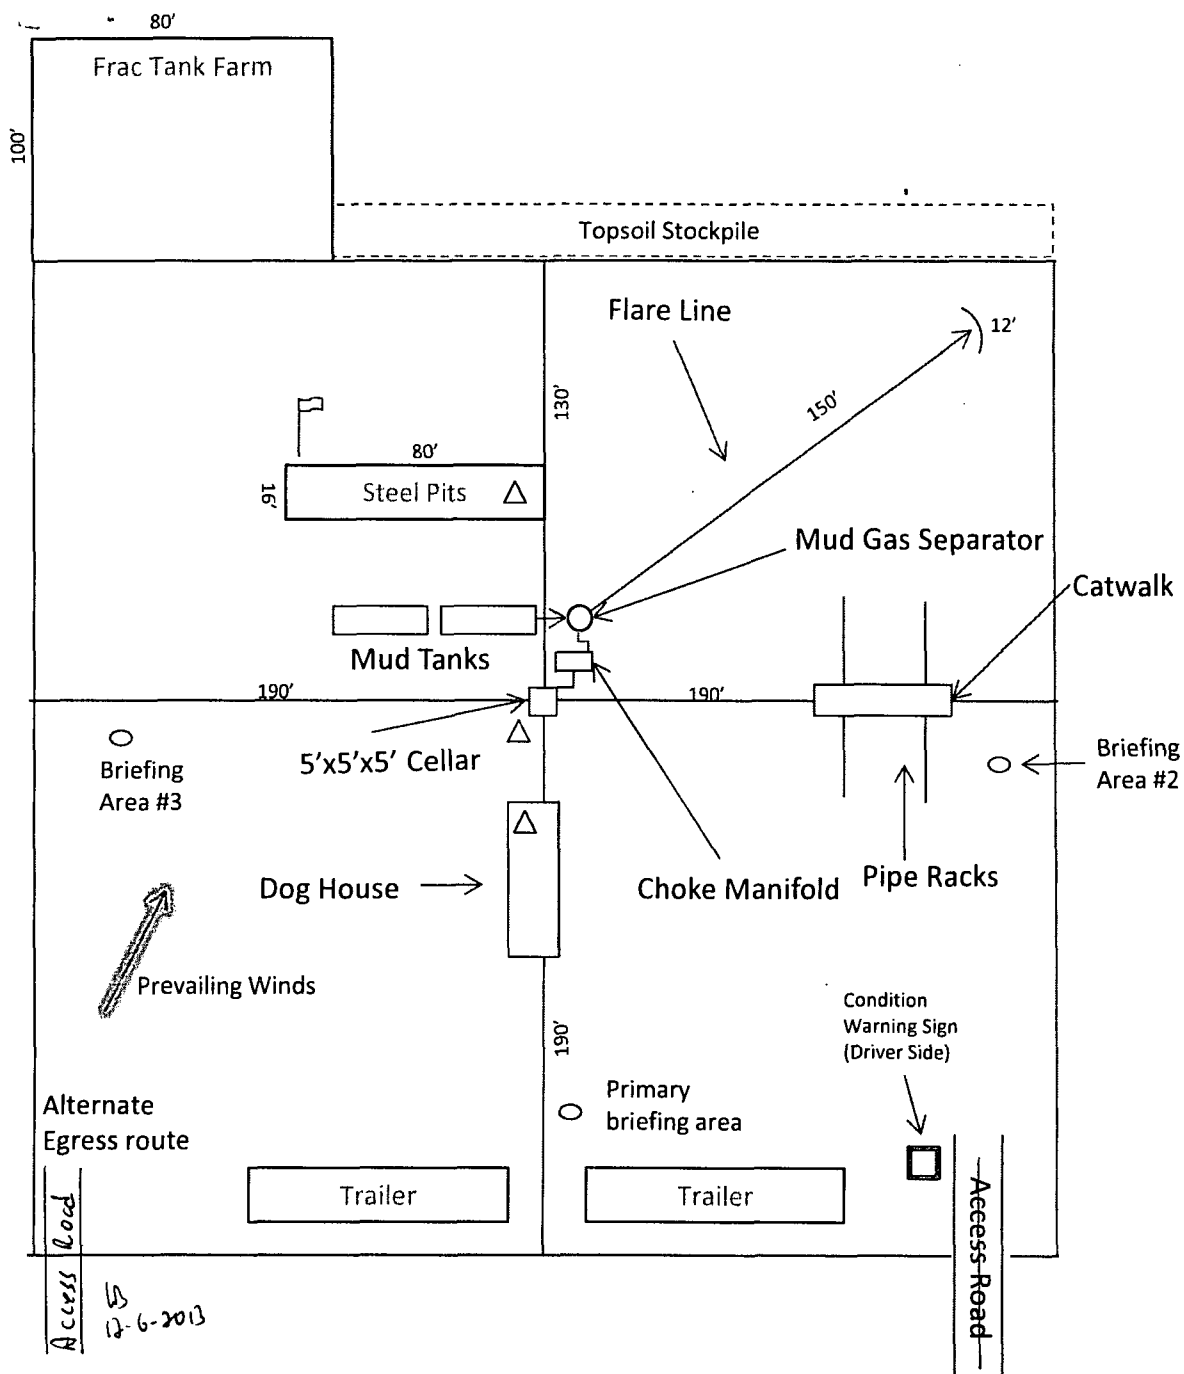 80'
Frac Tank Farm
100'
Topsoil Stockpile
Flare Line
12'
130'
150'
80'
16'
Steel Pits
Mud Gas Separator
Catwalk
Mud Tanks
190'
190'
5'x5'x5' Cellar
Briefing
Area #3
Briefing
Area #2
Dog House
Choke Manifold
Pipe Racks
Prevailing Winds
Condition
Warning Sign
(Driver Side)
190'
Primary
briefing area
Alternate
Egress route
Trailer
Trailer
Access Road
Access Road
12-6-2013